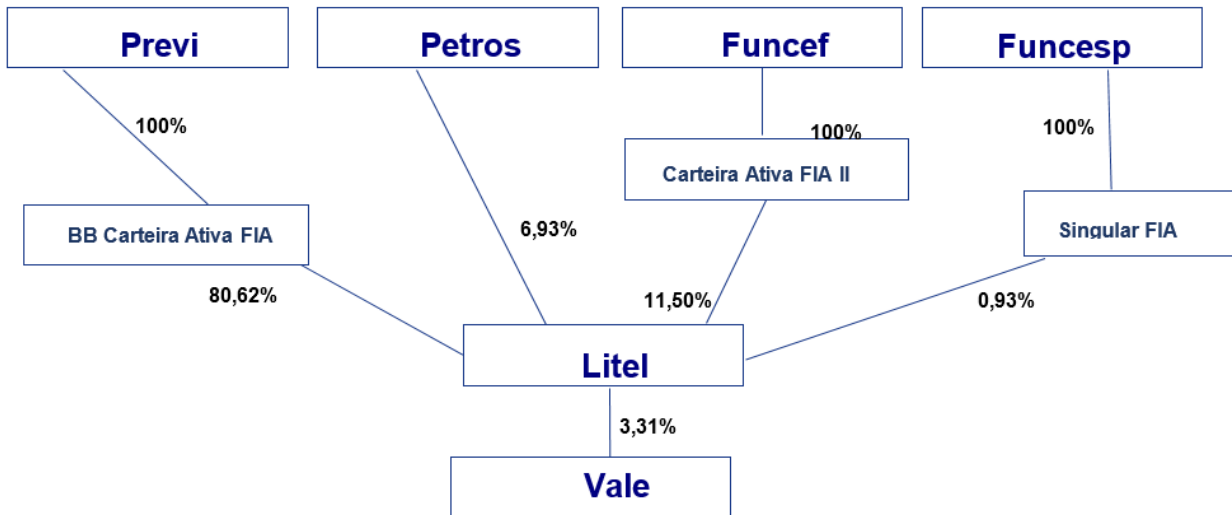 Previ
Petros
Funcef
Funcesp
100%
100%
100%
Carteira Ativa FIA II
BB Carteira Ativa FIA
6,93%
Singular FIA
80,62%
11,50%
0,93%
Litel
3,31%
Vale